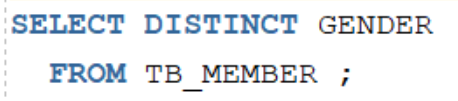 SELECT DISTINCT GENDER
FROM TB_MEMBER ;